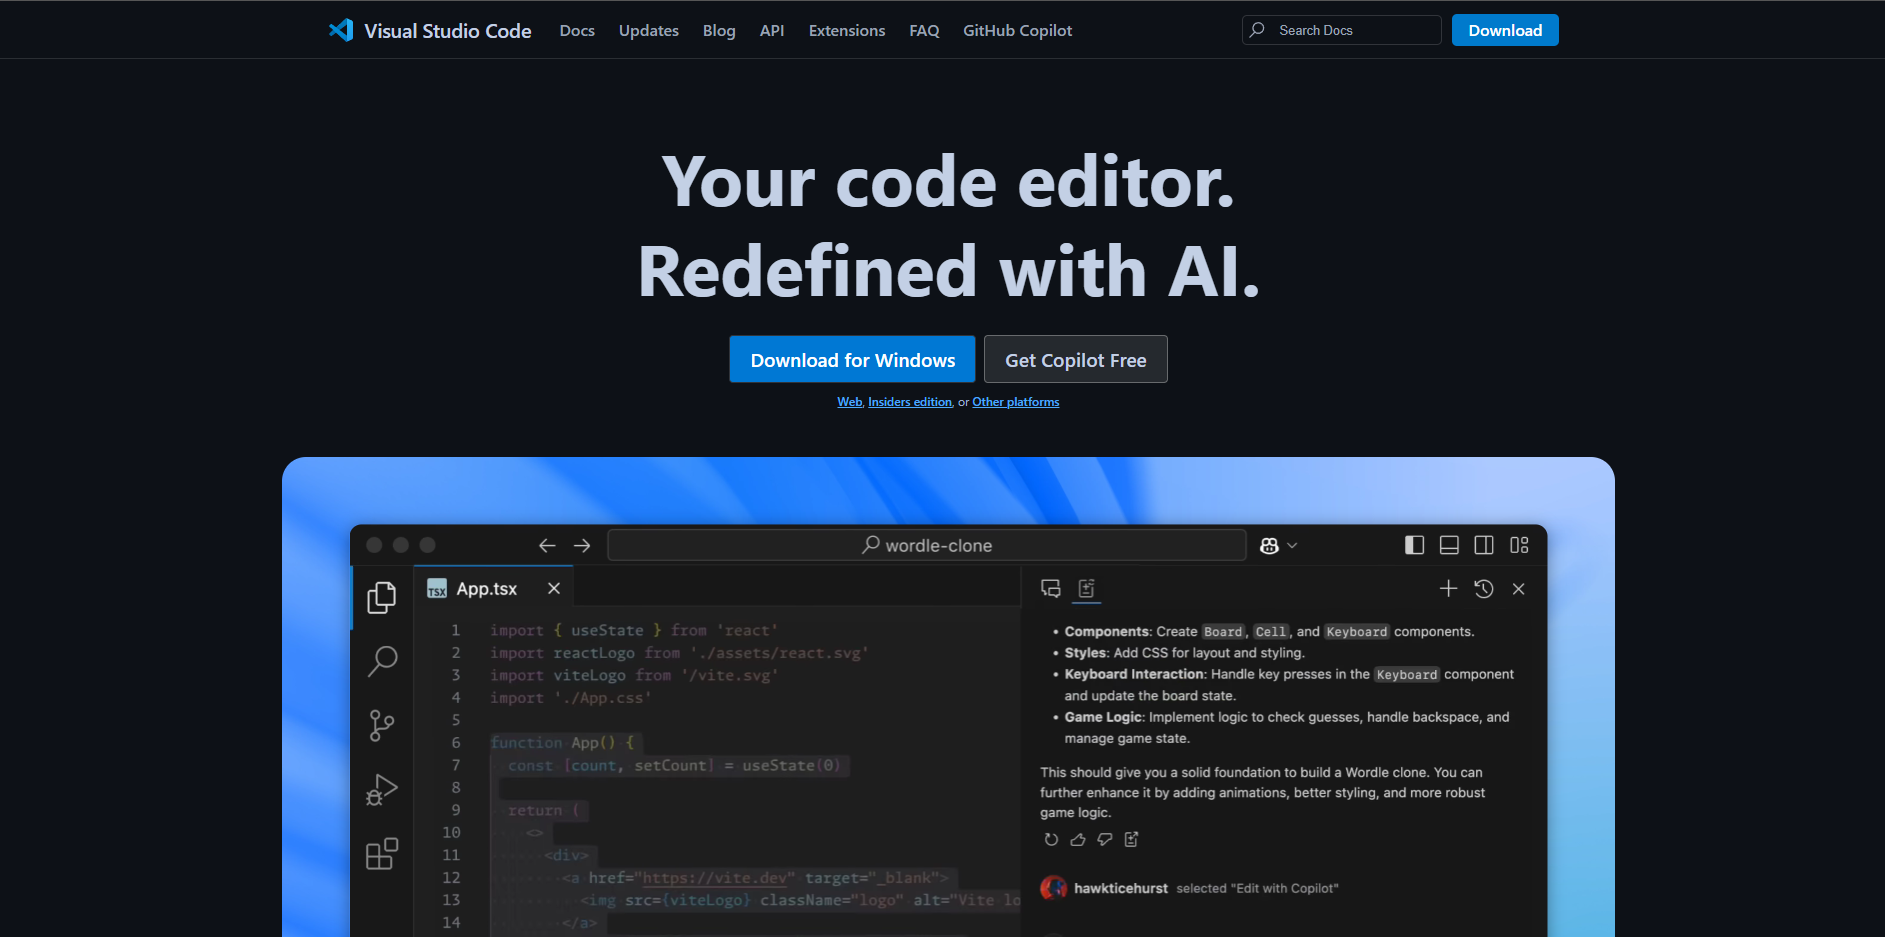 Visual Studio Code Docs Updates Blog API Extensions FAQ GitHub Copilot Search Docs Download
Your code editor.
Redefined with AI.
Download for Windows Get Copilot Free
Web, Insiders edition, or Other platforms
wordle-clone
TSX App.tsx
1 import { useState } from 'react'
2 import reactLogo from './assets/react.svg'
3 import viteLogo from '/vite.svg'
4 import './App.css'
5
6 function App() {
7 const [count, setCount] = useState(0)
8
9 return (
10 <>
11 <div>
12 <a href="https://vite.dev" target="_blank">
13 <img src={viteLogo} className="logo" alt="Vite lo
14 </a>
• Components: Create Board, Cell, and Keyboard components.
• Styles: Add CSS for layout and styling.
• Keyboard Interaction: Handle key presses in the Keyboard component
and update the board state.
• Game Logic: Implement logic to check guesses, handle backspace, and
manage game state.
This should give you a solid foundation to build a Wordle clone. You can
further enhance it by adding animations, better styling, and more robust
game logic.
hawkticehurst selected "Edit with Copilot"